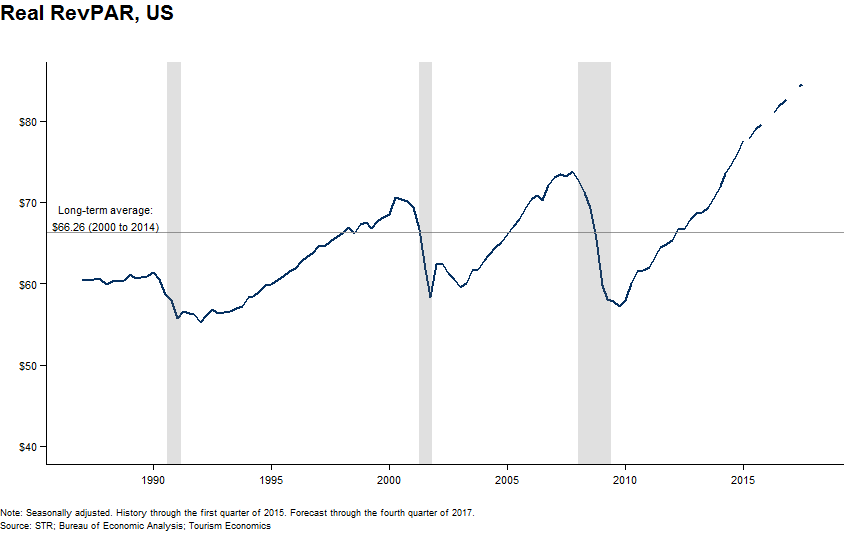 Real RevPAR, US
$80
$70
Long-term average:
$66.26 (2000 to 2014)
$60
$50
$40
1990 1995 2000 2005 2010 2015
Note: Seasonally adjusted. History through the first quarter of 2015. Forecast through the fourth quarter of 2017.
Source: STR; Bureau of Economic Analysis; Tourism Economics